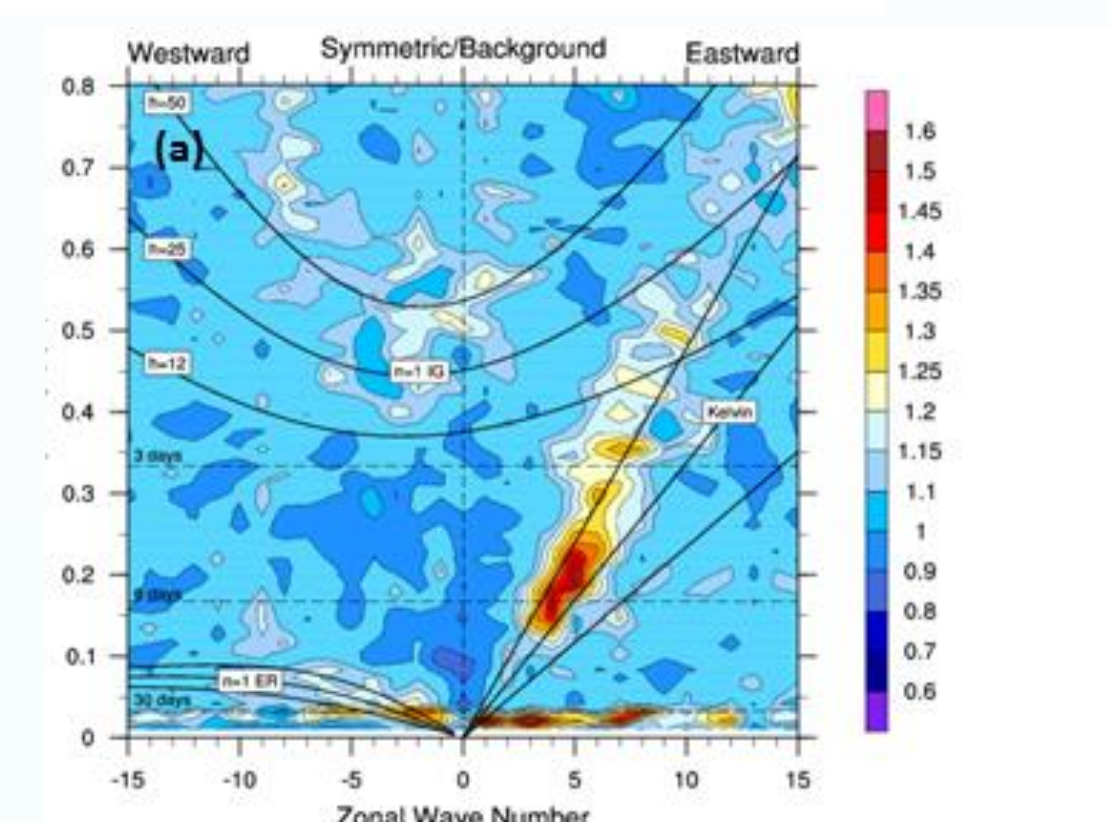 Westward Symmetric/Background Eastward
0.8
h=50
(a)
0.7
0.6
h=25
0.5
h=12
n=1 IG
0.4
Kelvin
3 days
0.3
0.2
6 days
0.1
n=1 ER
30 days
0
-15 -10 -5 0 5 10 15
Zonal Wave Number
1.6
1.5
1.45
1.4
1.35
1.3
1.25
1.2
1.15
1.1
1
0.9
0.8
0.7
0.6